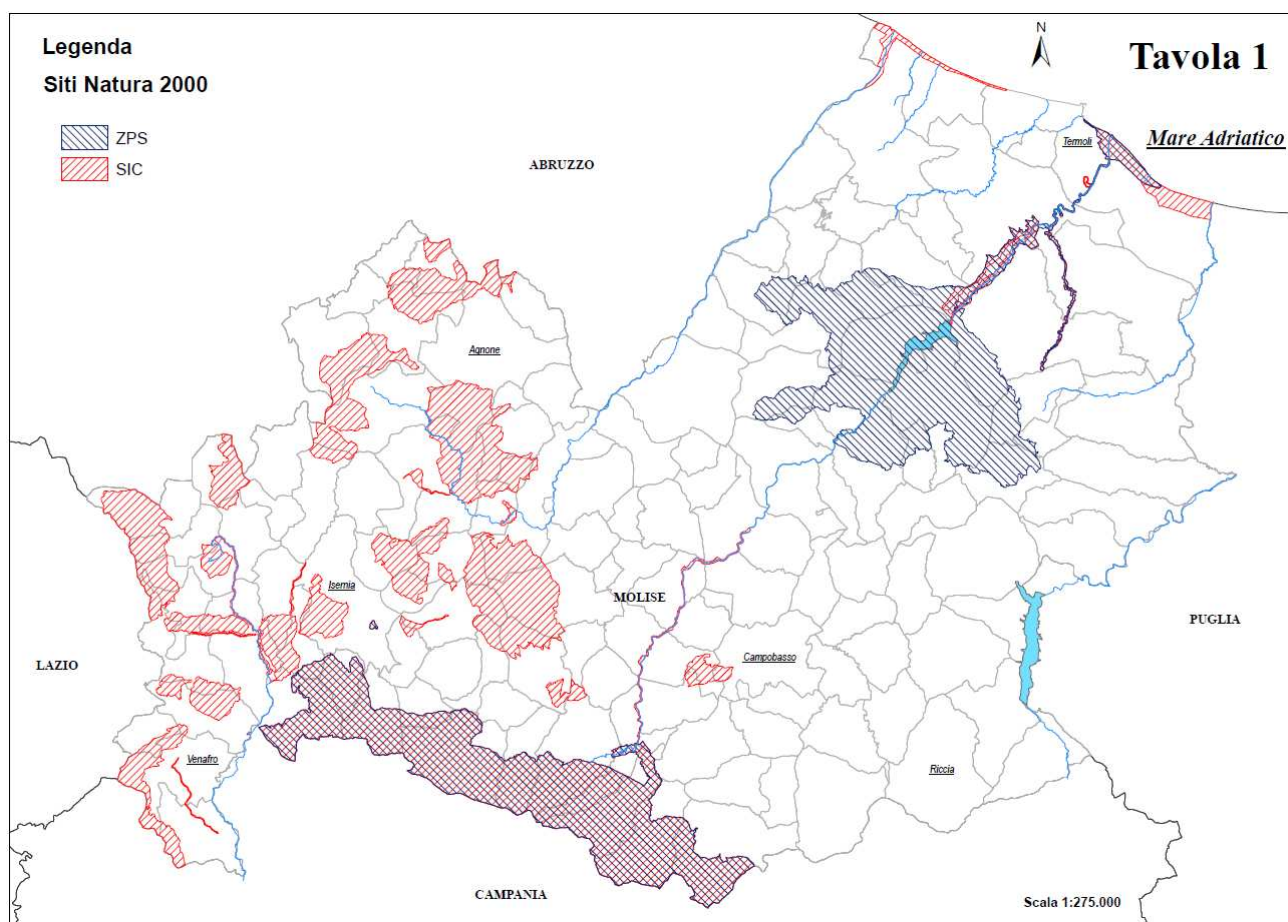 Legenda
Siti Natura 2000
ZPS
SIC
N
Tavola 1
Mare Adriatico
Termoli
ABRUZZO
Agnone
Isernia
MOLISE
PUGLIA
LAZIO
Campobasso
Venafro
Riccia
CAMPANIA
Scala 1:275.000